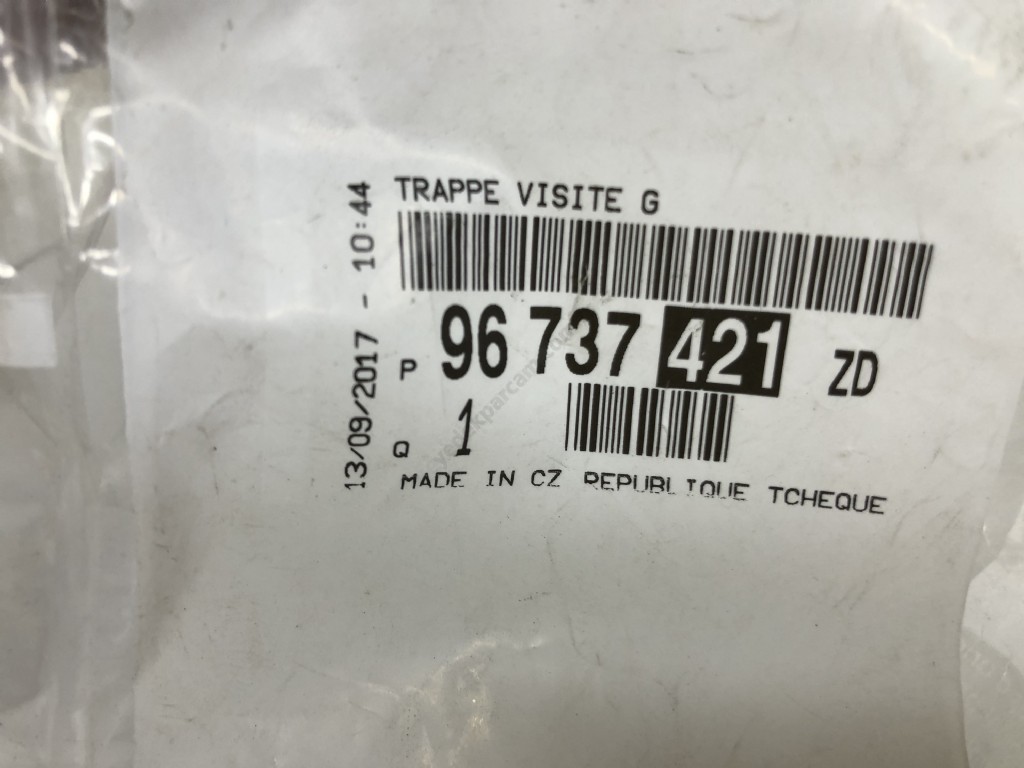 TRAPPE VISITE G
13/09/2017 - 10:44
P 96 737 421 ZD
Q 1
MADE IN CZ REPUBLIQUE TCHEQUE